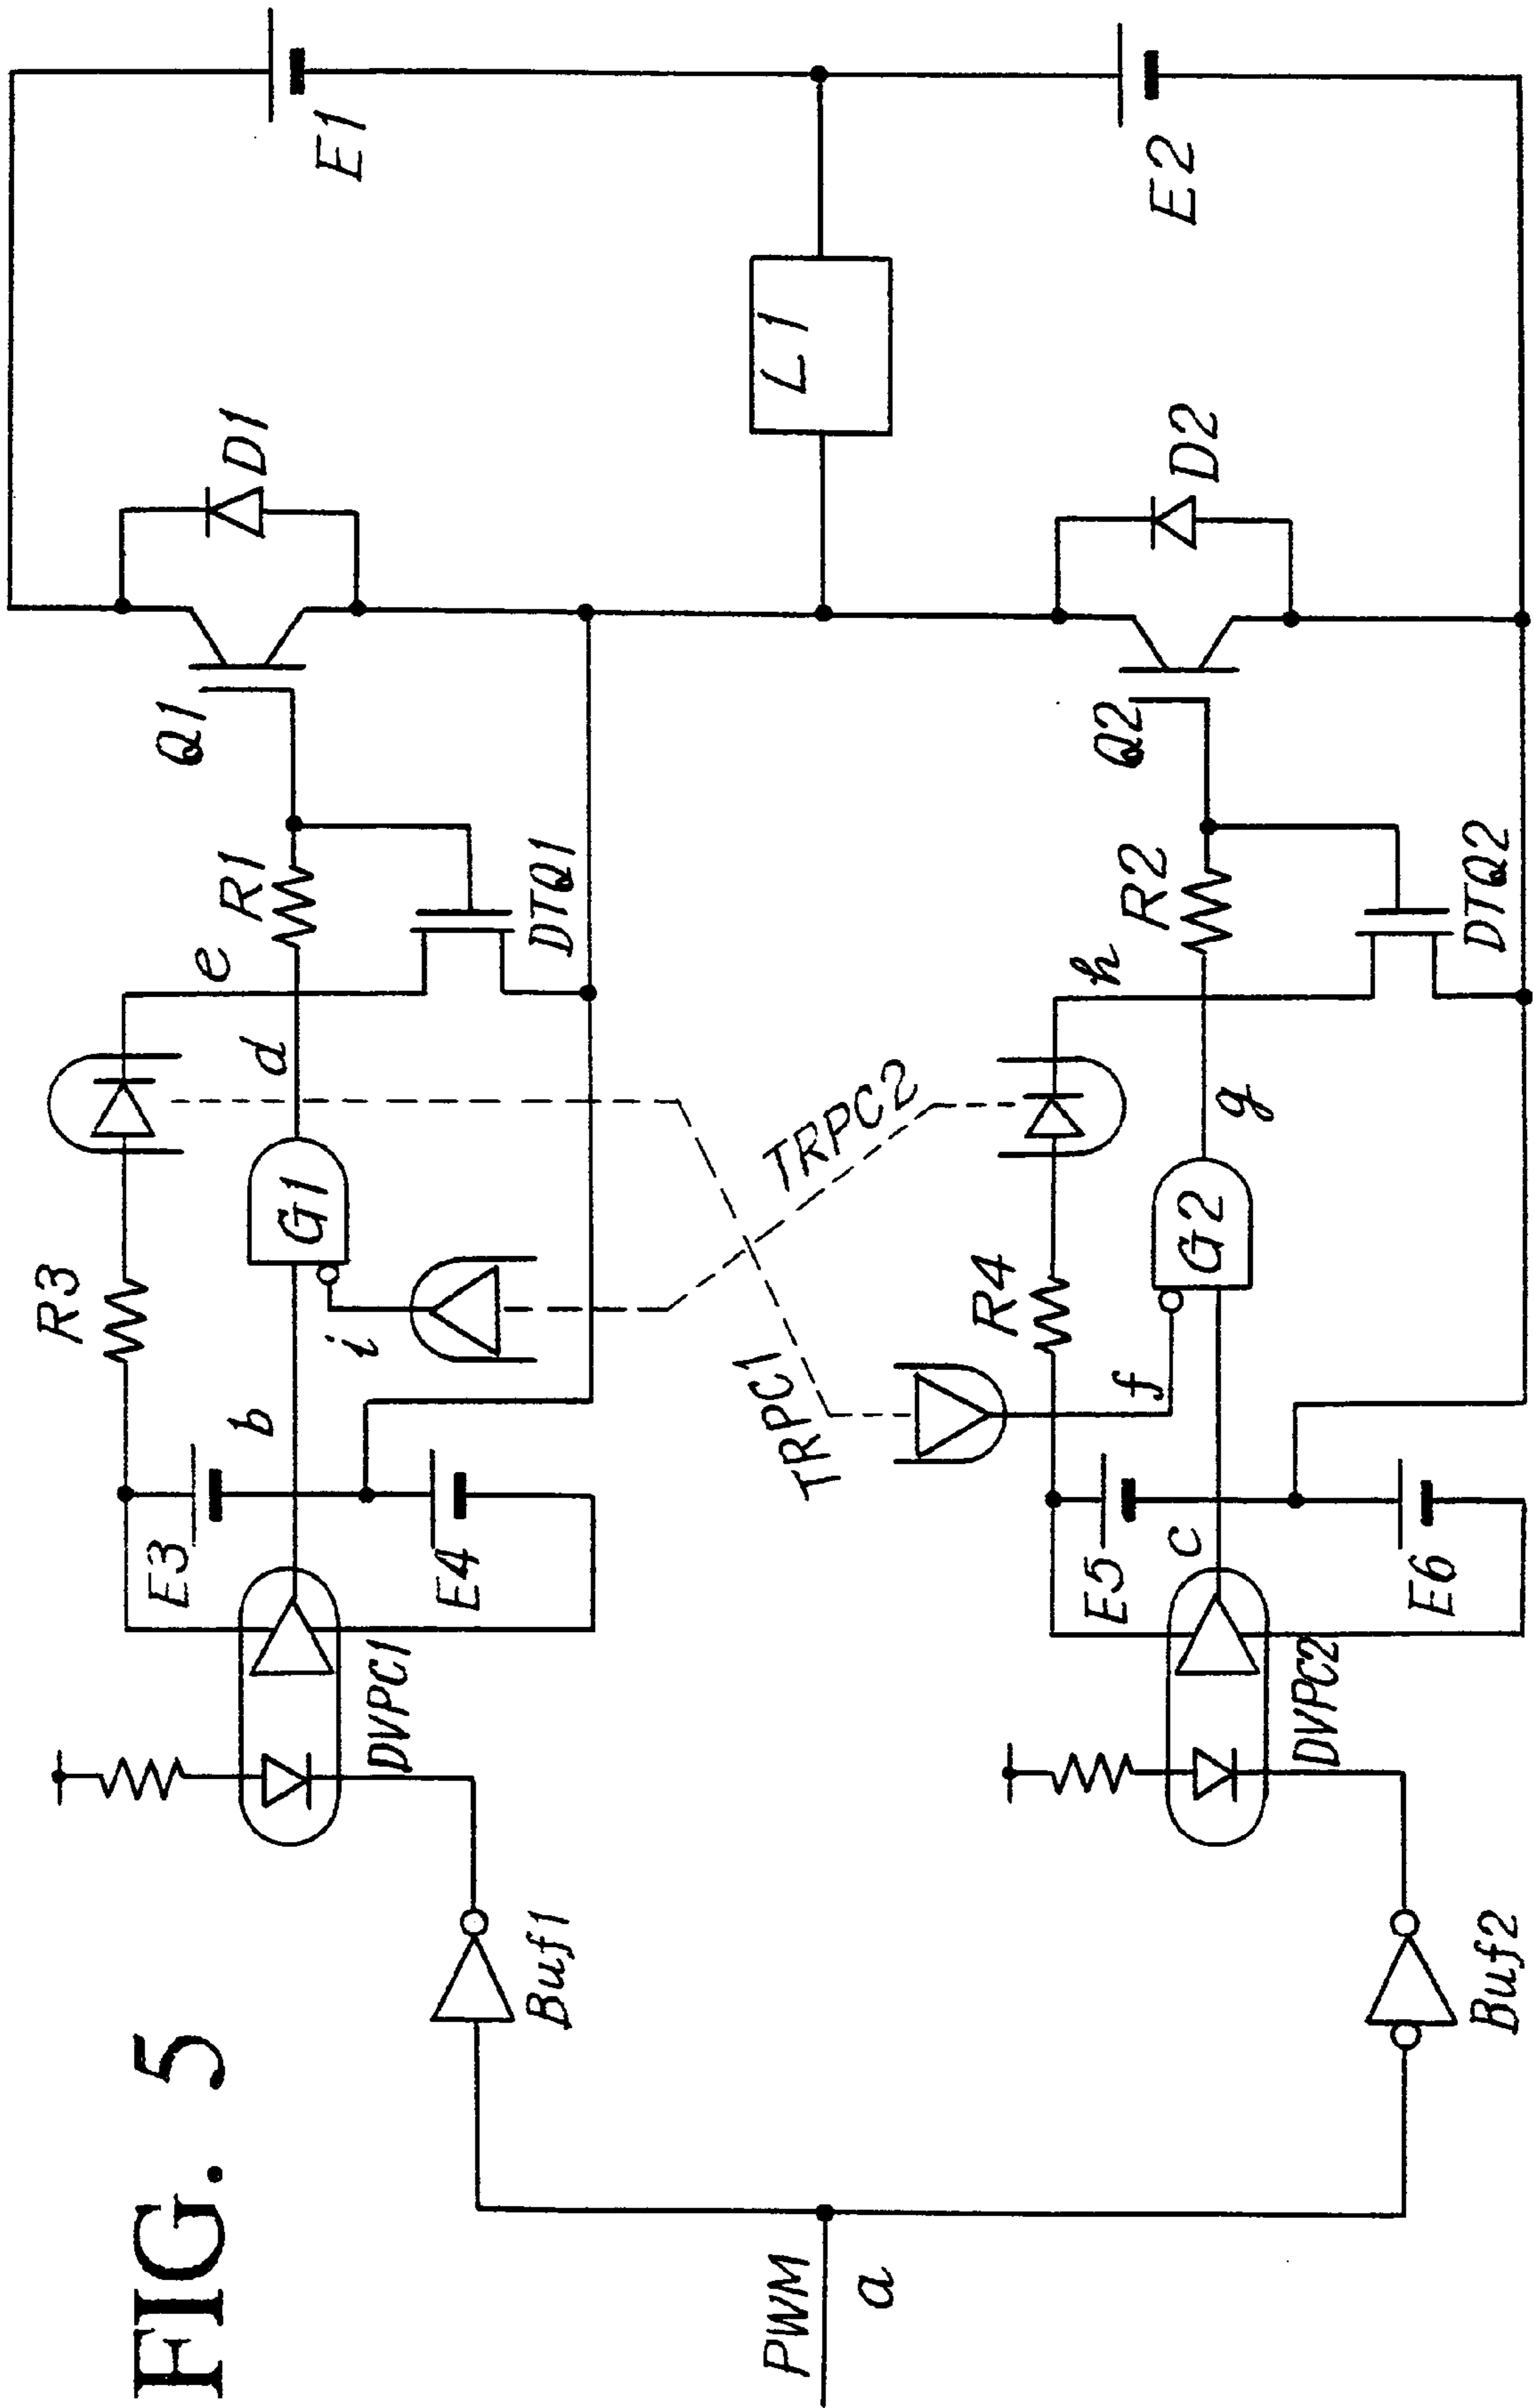 FIG. 5
PWM
a
Buf1
Buf2
DVPC1
DVPC2
E3
E4
E5
E6
b
c
R3
R4
i
f
G1
G2
TRPC1
TRPC2
d
e
g
h
R1
R2
DTQ1
DTQ2
Q1
Q2
D1
D2
L1
E1
E2